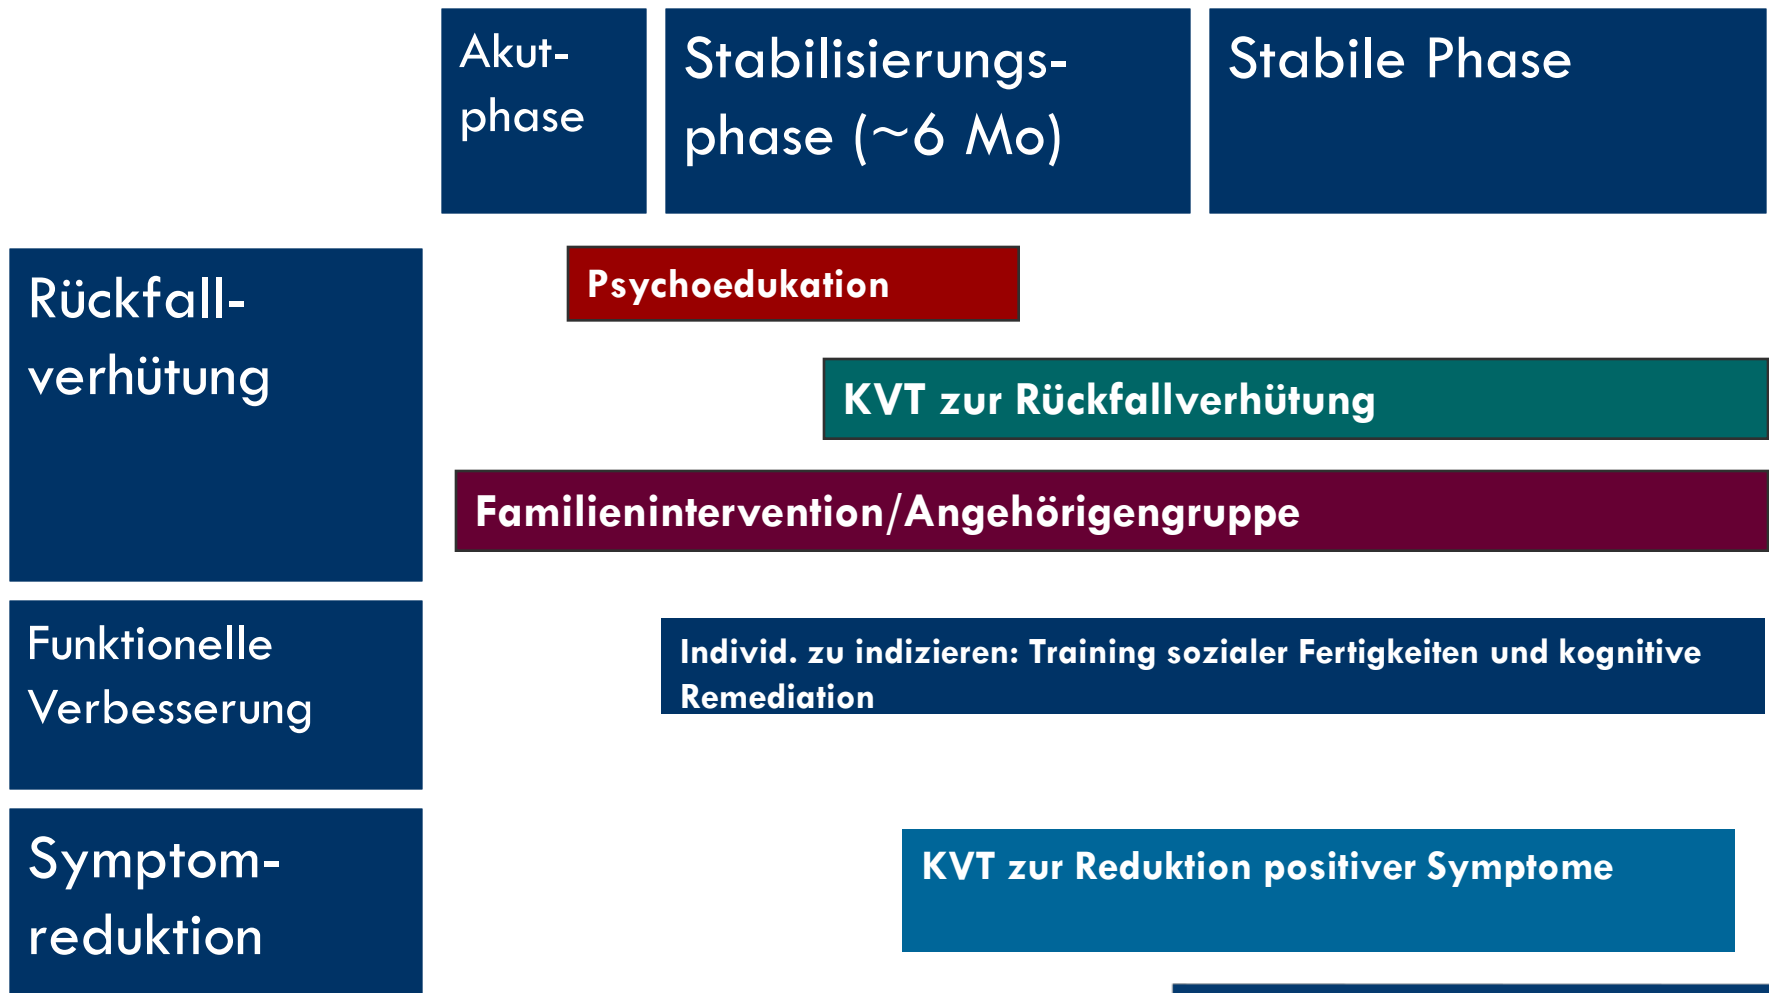 Akut-
phase
Stabilisierungs-
phase (~6 Mo)
Stabile Phase
Rückfall-
verhütung
Psychoedukation
KVT zur Rückfallverhütung
Familienintervention/Angehörigengruppe
Funktionelle
Verbesserung
Individ. zu indizieren: Training sozialer Fertigkeiten und kognitive
Remediation
Symptom-
reduktion
KVT zur Reduktion positiver Symptome